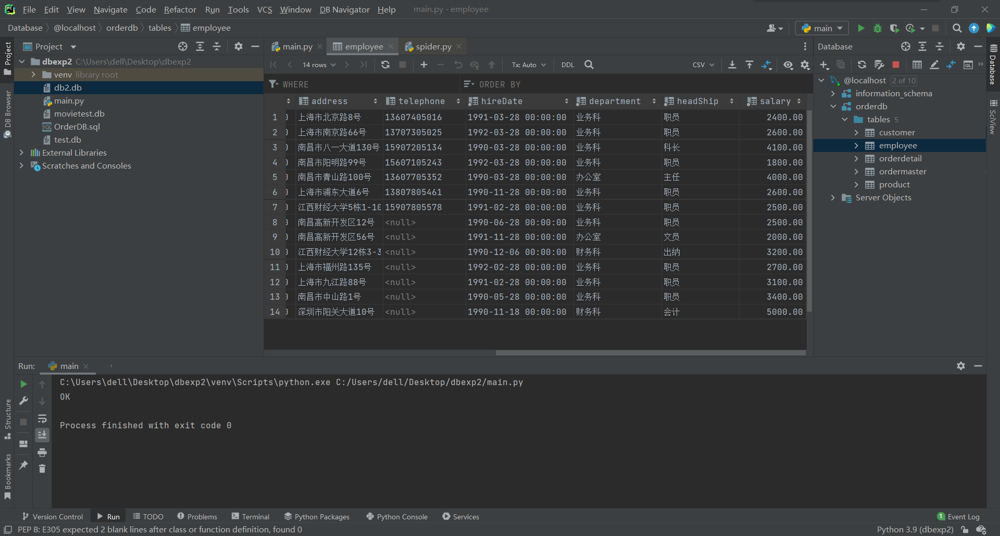 File Edit View Navigate Code Refactor Run Tools VCS Window DB Navigator Help main.py - employee
Database @localhost orderdb tables employee main
Project
main.py employee spider.py
Database
14 rows Tx: Auto DDL CSV
WHERE ORDER BY
address telephone hireDate department headShip salary
1 0 上海市北京路8号 13607405016 1991-03-28 00:00:00 业务科 职员 2400.00
2 0 上海市南京路66号 13707305025 1992-03-28 00:00:00 业务科 职员 2600.00
3 0 南昌市八一大道130号 15907205134 1990-03-28 00:00:00 业务科 科长 4100.00
4 0 南昌市阳明路99号 15607105243 1992-03-28 00:00:00 业务科 职员 1800.00
5 0 南昌市青山路100号 13607705352 1990-03-28 00:00:00 办公室 主任 4000.00
6 0 上海市浦东大道6号 13807805461 1990-11-28 00:00:00 业务科 职员 2600.00
7 0 江西财经大学5栋1-10 15907805578 1991-02-28 00:00:00 业务科 职员 2500.00
8 0 南昌高新开发区12号 <null> 1990-06-28 00:00:00 业务科 职员 2500.00
9 0 南昌高新开发区56号 <null> 1991-11-28 00:00:00 办公室 文员 2000.00
10 0 江西财经大学12栋3-3 <null> 1990-12-06 00:00:00 财务科 出纳 3200.00
11 0 上海市福州路135号 <null> 1992-02-28 00:00:00 业务科 职员 2700.00
12 0 上海市九江路88号 <null> 1991-02-28 00:00:00 业务科 职员 3100.00
13 0 南昌市中山路1号 <null> 1990-05-28 00:00:00 业务科 职员 3400.00
14 0 深圳市阳关大道10号 <null> 1990-11-18 00:00:00 财务科 会计 5000.00
dbexp2 C:\Users\dell\Desktop\dbexp2
venv library root
db2.db
main.py
movietest.db
OrderDB.sql
test.db
External Libraries
Scratches and Consoles
@localhost 2 of 10
information_schema
orderdb
tables 5
customer
employee
orderdetail
ordermaster
product
Server Objects
Project
DB Browser
Structure
Bookmarks
Database
SciView
Run: main
C:\Users\dell\Desktop\dbexp2\venv\Scripts\python.exe C:/Users/dell/Desktop/dbexp2/main.py
OK
Process finished with exit code 0
Version Control Run TODO Problems Terminal Python Packages Python Console Services 1 Event Log
PEP 8: E305 expected 2 blank lines after class or function definition, found 0 Python 3.9 (dbexp2)